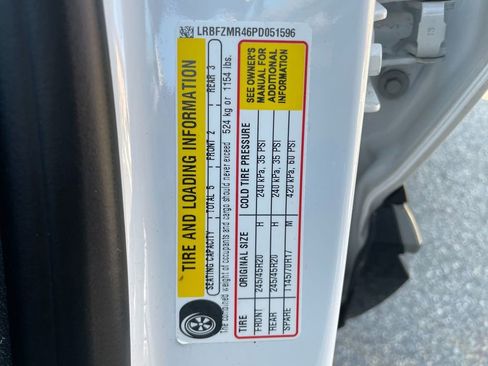 LRBFZMR46PD051596
TIRE AND LOADING INFORMATION
SEATING CAPACITY TOTAL 5 FRONT 2 REAR 3
The combined weight of occupants and cargo should never exceed 524 kg or 1154 lbs.
TIRE ORIGINAL SIZE COLD TIRE PRESSURE
FRONT 245/45R20 H 240 kPa, 35 PSI
REAR 245/45R20 H 240 kPa, 35 PSI
SPARE T145/70R17 M 420 kPa, 60 PSI
SEE OWNER'S
MANUAL FOR
ADDITIONAL
INFORMATION